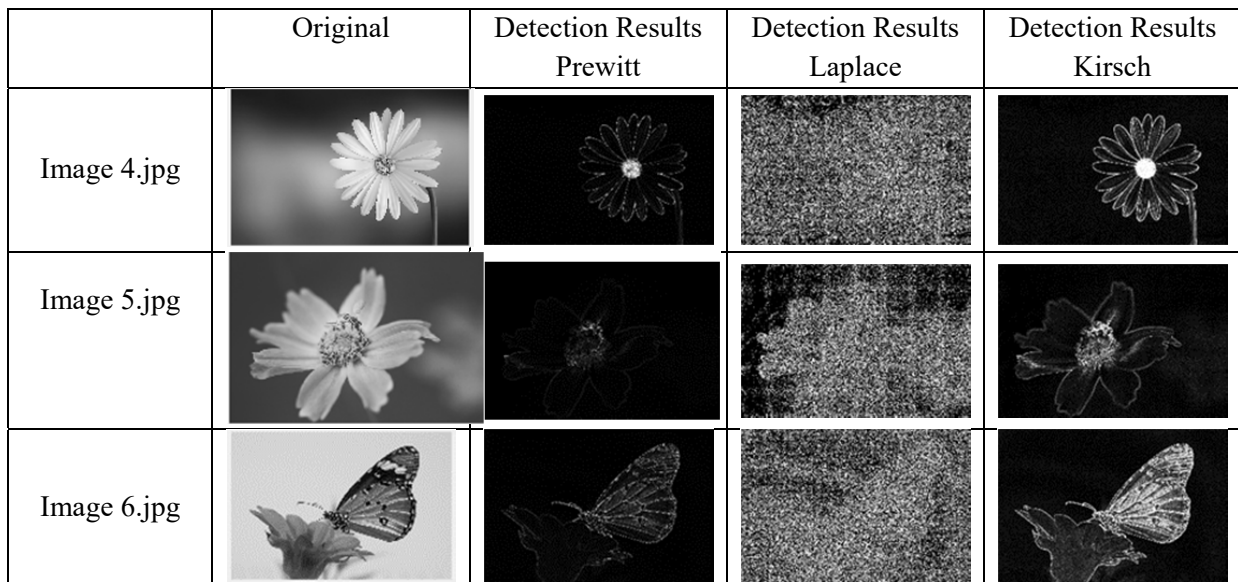 Original
Detection Results
Prewitt
Detection Results
Laplace
Detection Results
Kirsch
Image 4.jpg
Image 5.jpg
Image 6.jpg